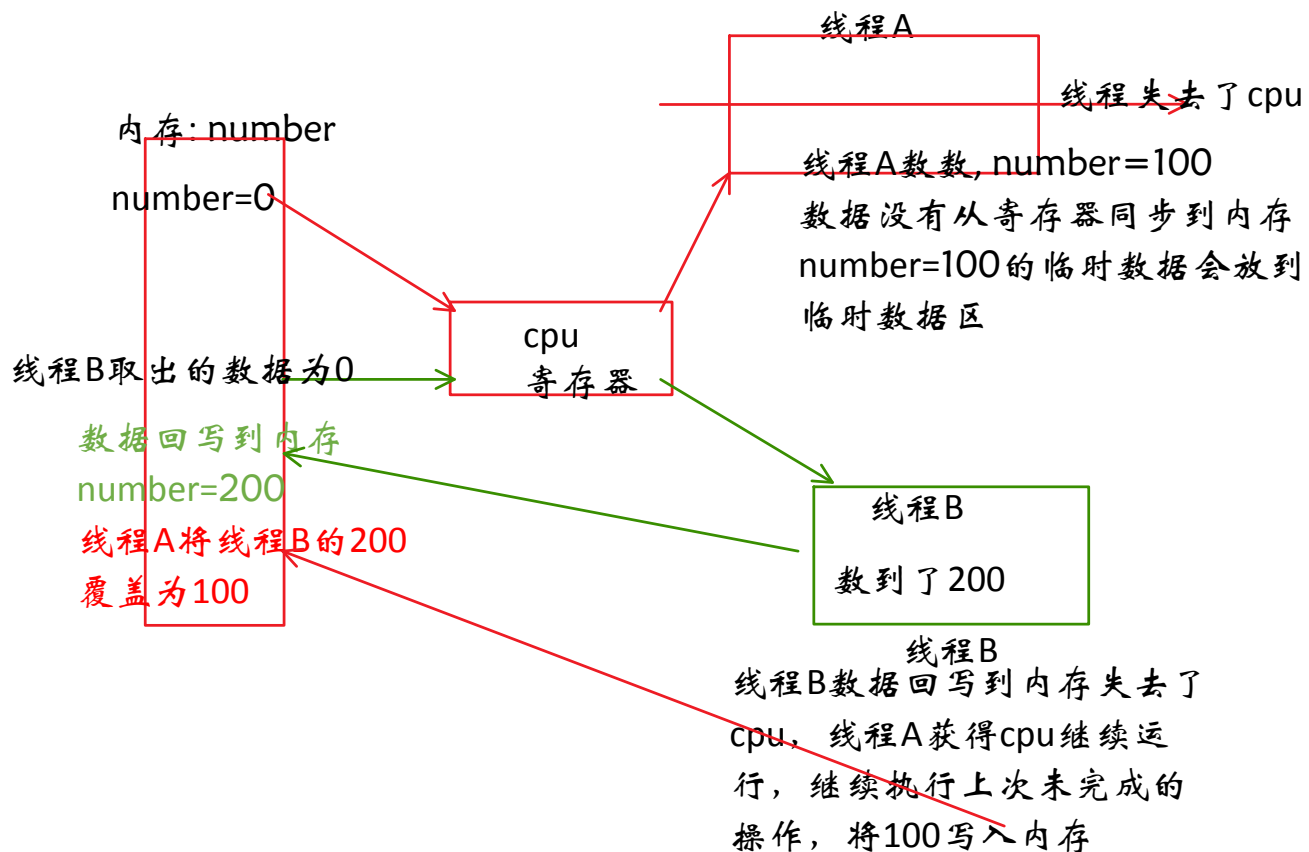 线程A
线程失去了cpu
内存: number
线程A数数, number=100
number=0
数据没有从寄存器同步到内存
number=100的临时数据会放到
临时数据区
cpu
寄存器
线程B取出的数据为0
数据回写到内存
number=200
线程A将线程B的200
覆盖为100
线程B
数到了200
线程B
线程B数据回写到内存失去了
cpu，线程A获得cpu继续运
行，继续执行上次未完成的
操作，将100写入内存